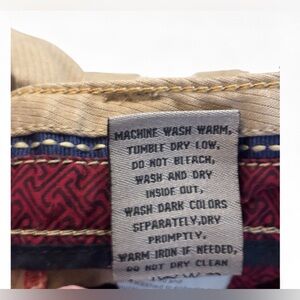 MACHINE WASH WARM,
TUMBLE DRY LOW,
DO NOT BLEACH,
WASH AND DRY
INSIDE OUT,
WASH DARK COLORS
SEPARATELY,DRY
PROMPTLY,
WARM IRON IF NEEDED,
DO NOT DRY CLEAN